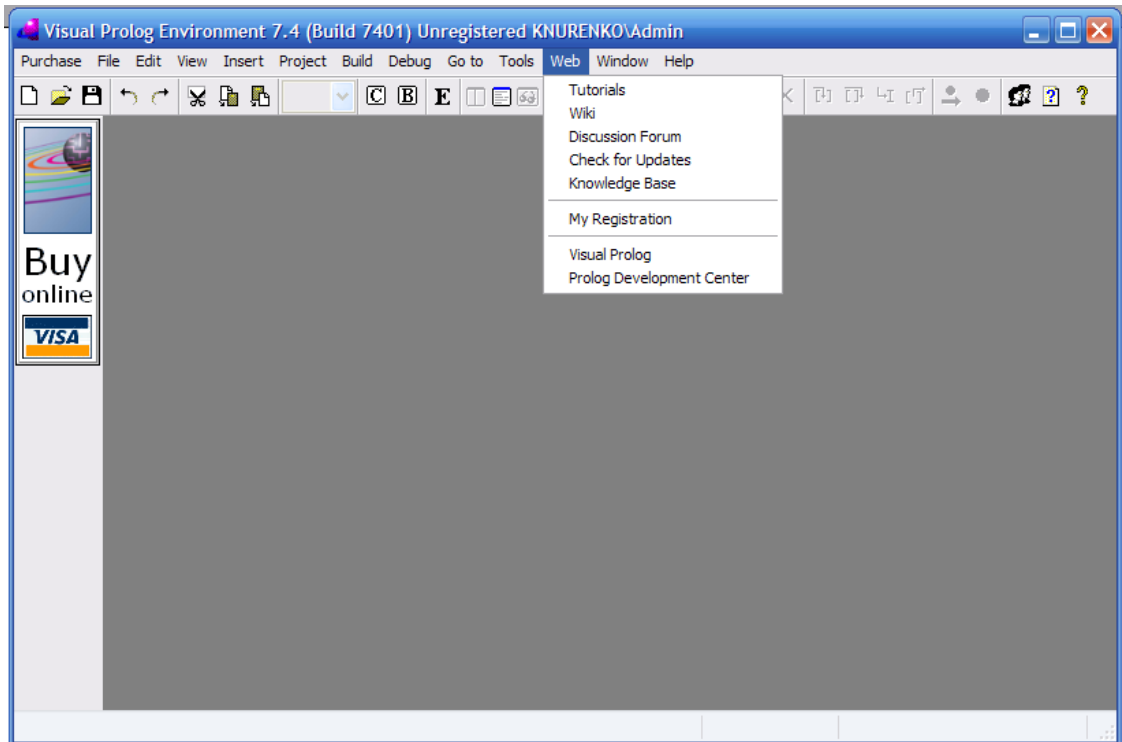 Visual Prolog Environment 7.4 (Build 7401) Unregistered KNURENKO\Admin
Purchase File Edit View Insert Project Build Debug Go to Tools Web Window Help
C B E
Tutorials
Wiki
Discussion Forum
Check for Updates
Knowledge Base
My Registration
Visual Prolog
Prolog Development Center
Buy
online
VISA